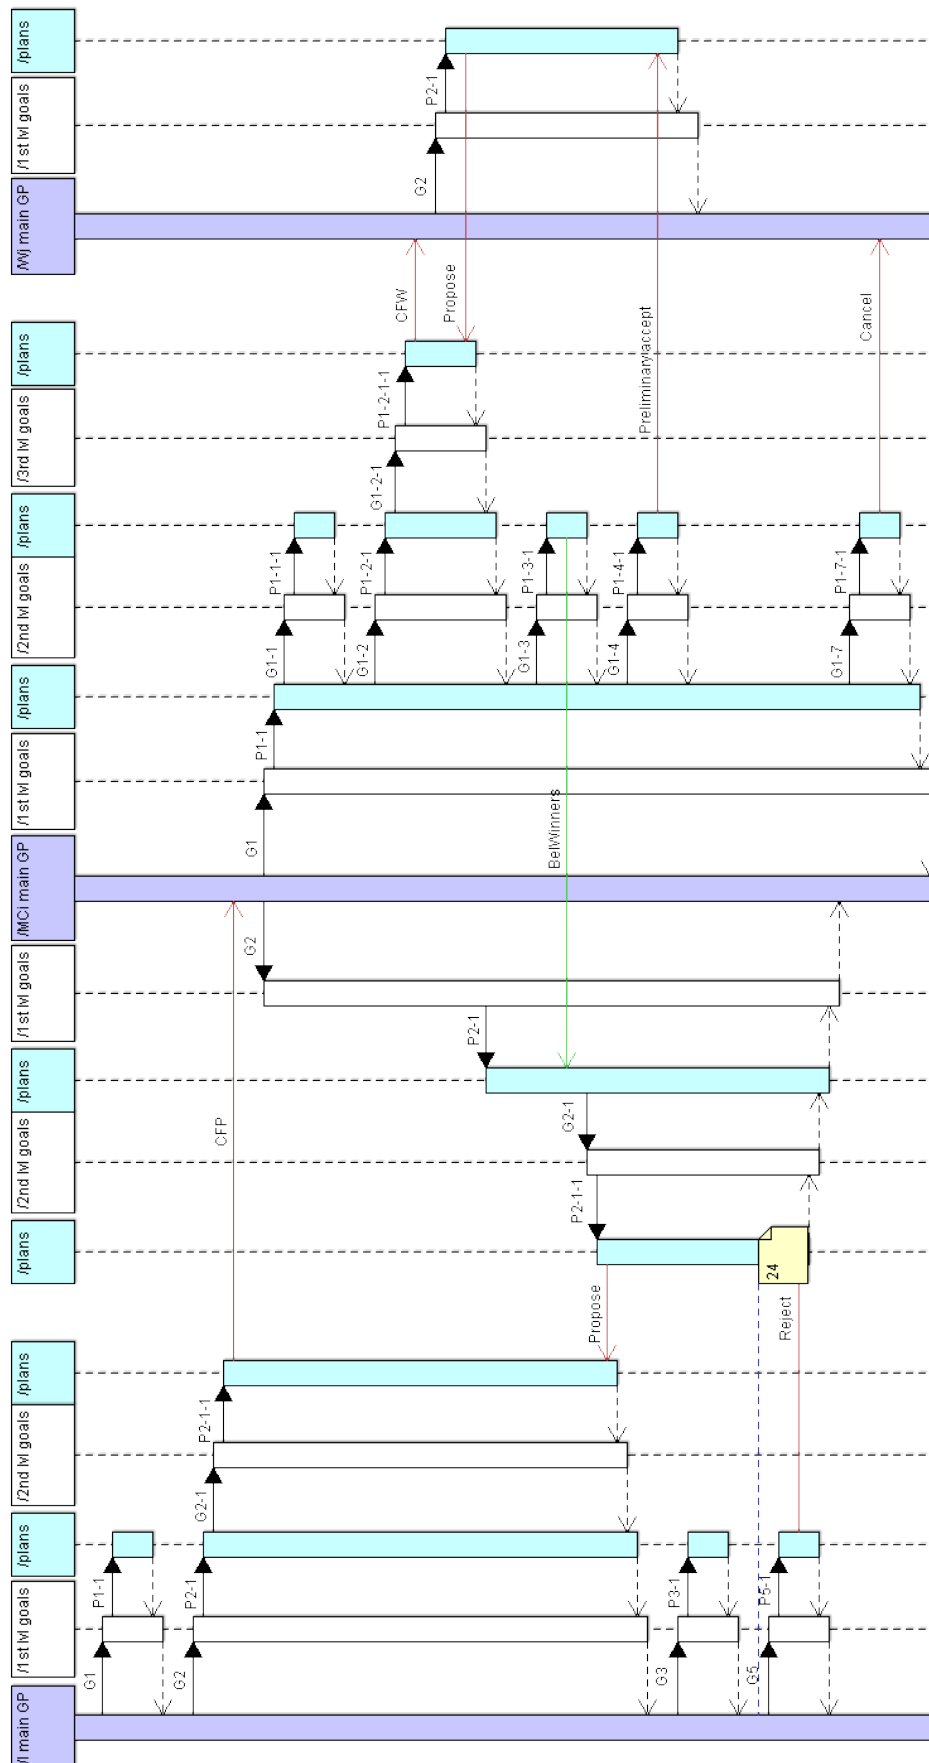 /plans
/1st lvl goals
/Wj main GP
/plans
/3rd lvl goals
/plans
/2nd lvl goals
/plans
/1st lvl goals
/MCi main GP
/1st lvl goals
/plans
/2nd lvl goals
/plans
/plans
/2nd lvl goals
/plans
/1st lvl goals
/I main GP
P2-1
G2
CFW
Propose
Preliminary accept
Cancel
P1-2-1-1
G1-2-1
P1-1-1
P1-2-1
P1-3-1
P1-4-1
P1-7-1
G1-1
G1-2
G1-3
G1-4
G1-7
P1-1
G1
BelWinners
G2
P2-1
G2-1
P2-1-1
CFP
24
Propose
Reject
P2-1-1
G2-1
P1-1
P2-1
P3-1
P5-1
G1
G2
G3
G5